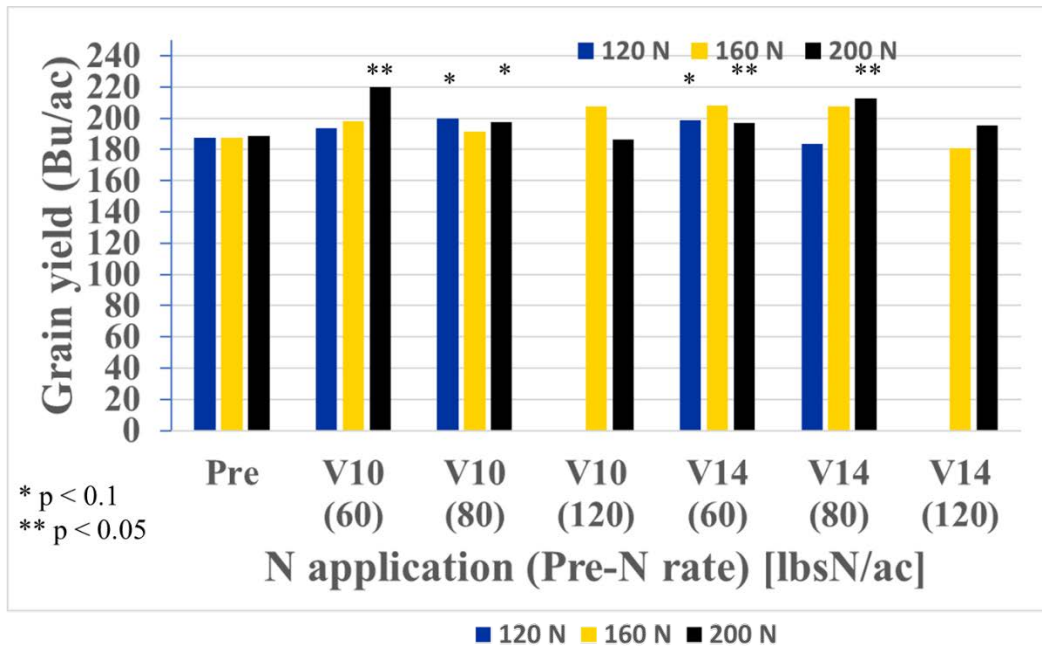 Grain yield (Bu/ac)
240
220
200
180
160
140
120
100
80
60
40
20
0
120 N 160 N 200 N
** * * * ** **
Pre V10 V10 V10 V14 V14 V14
(60) (80) (120) (60) (80) (120)
* p < 0.1
** p < 0.05
N application (Pre-N rate) [lbsN/ac]
120 N 160 N 200 N